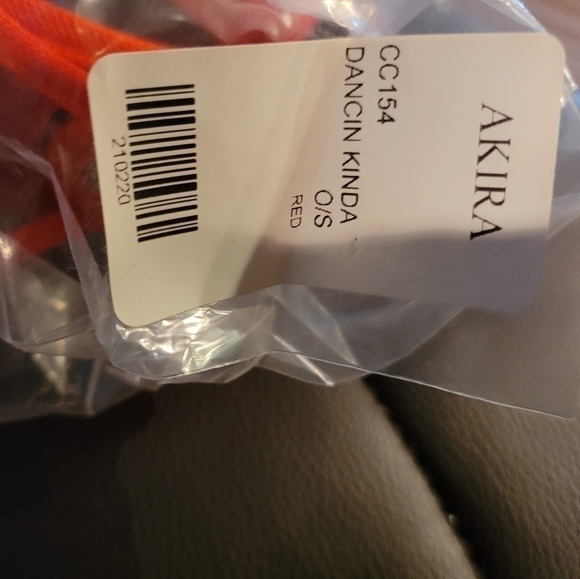 AKIRA
CC154
DANCIN KINDA
O/S
RED
210220